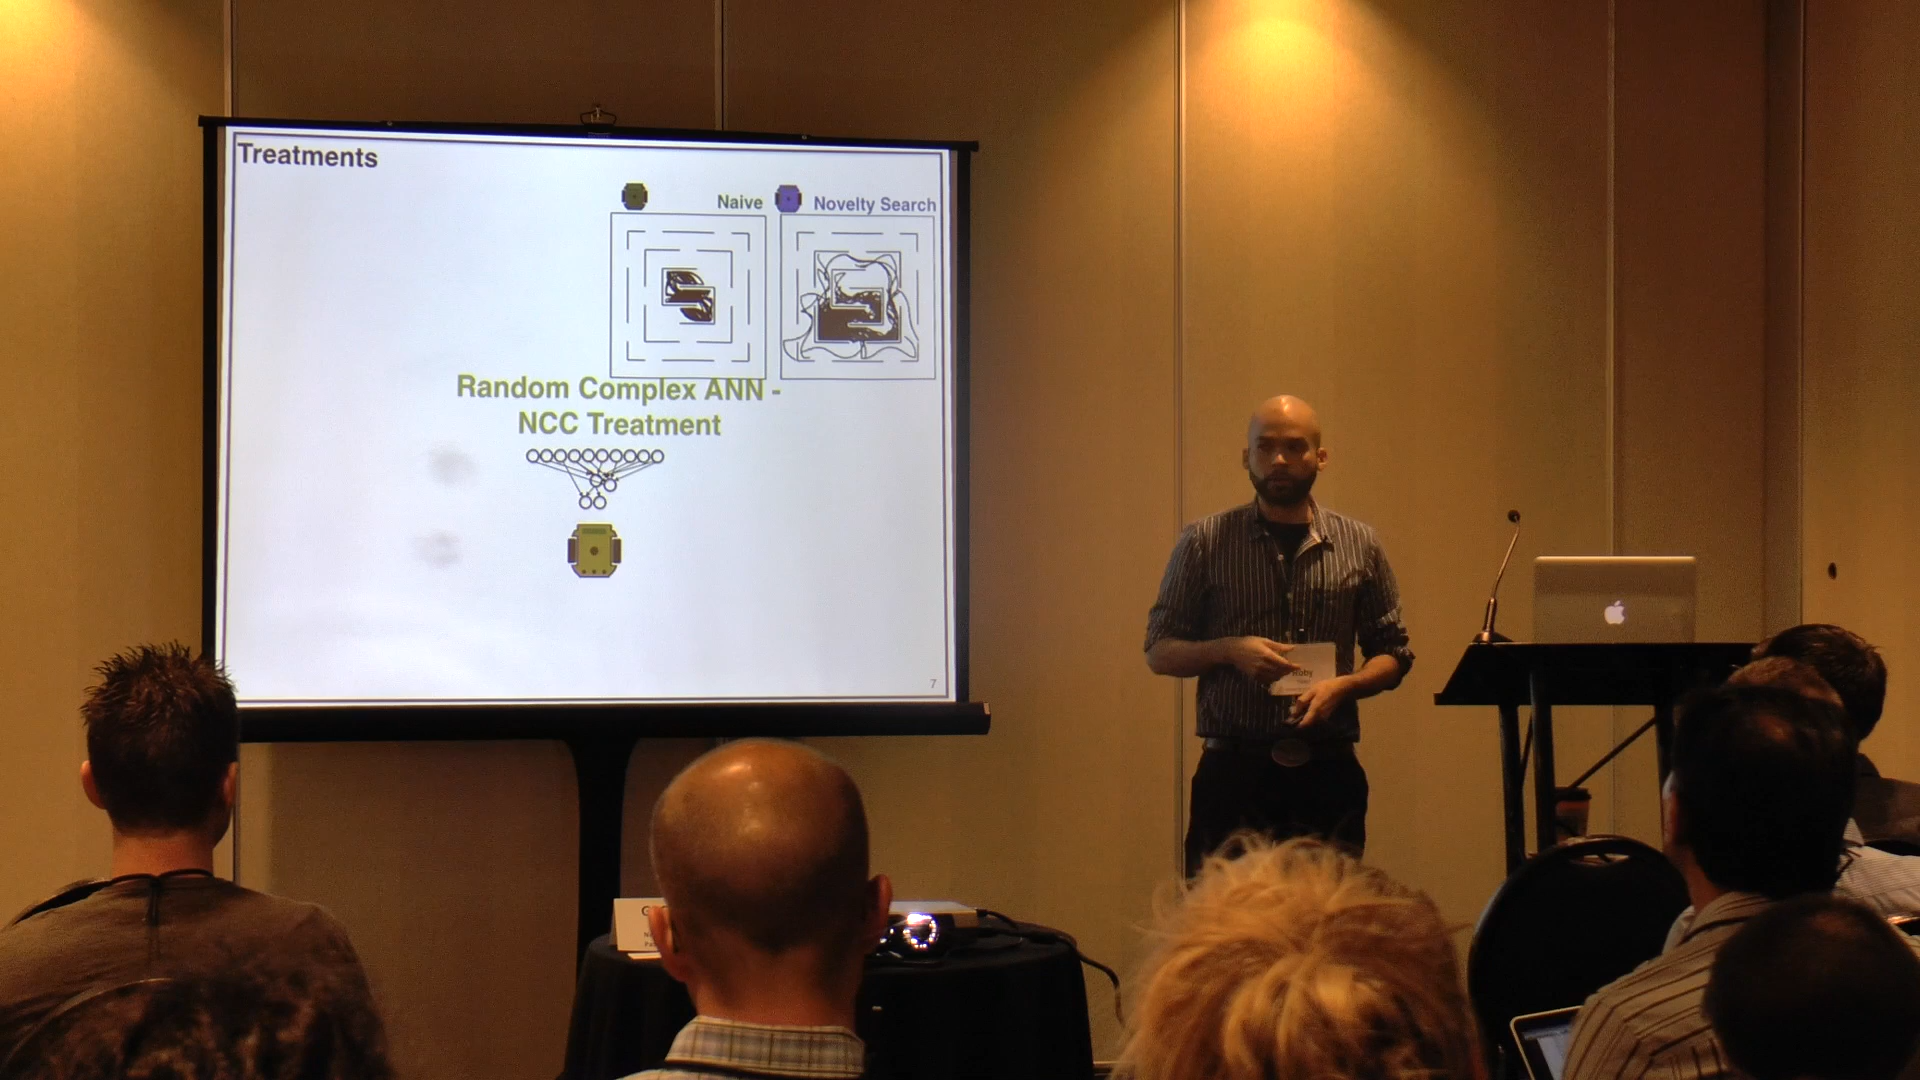 Treatments
Naive
Novelty Search
Random Complex ANN -
NCC Treatment
7